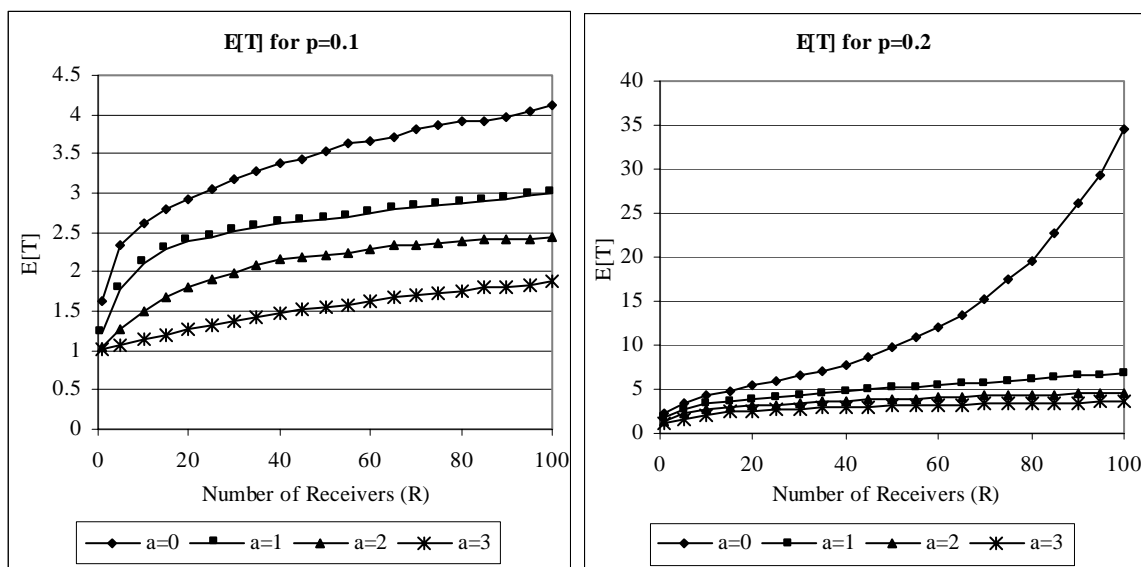 E[T] for p=0.1
4.5
4
3.5
3
2.5
2
1.5
1
0.5
0
E[T]
0 20 40 60 80 100
Number of Receivers (R)
a=0 a=1 a=2 a=3
E[T] for p=0.2
40
35
30
25
20
15
10
5
0
E[T]
0 20 40 60 80 100
Number of Receivers (R)
a=0 a=1 a=2 a=3